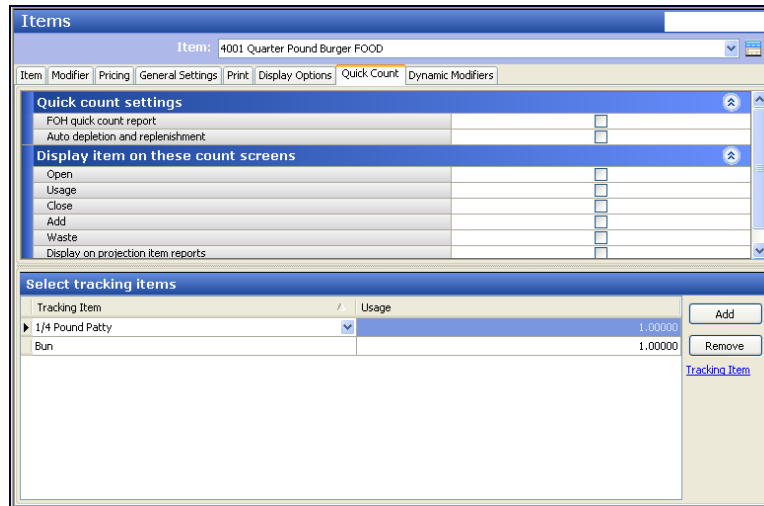 Items
Item: 4001 Quarter Pound Burger FOOD
Item Modifier Pricing General Settings Print Display Options Quick Count Dynamic Modifiers
Quick count settings
FOH quick count report
Auto depletion and replenishment
Display item on these count screens
Open
Usage
Close
Add
Waste
Display on projection item reports
Select tracking items
Tracking Item Usage
Add
1/4 Pound Patty 1.00000
Bun 1.00000
Remove
Tracking Item